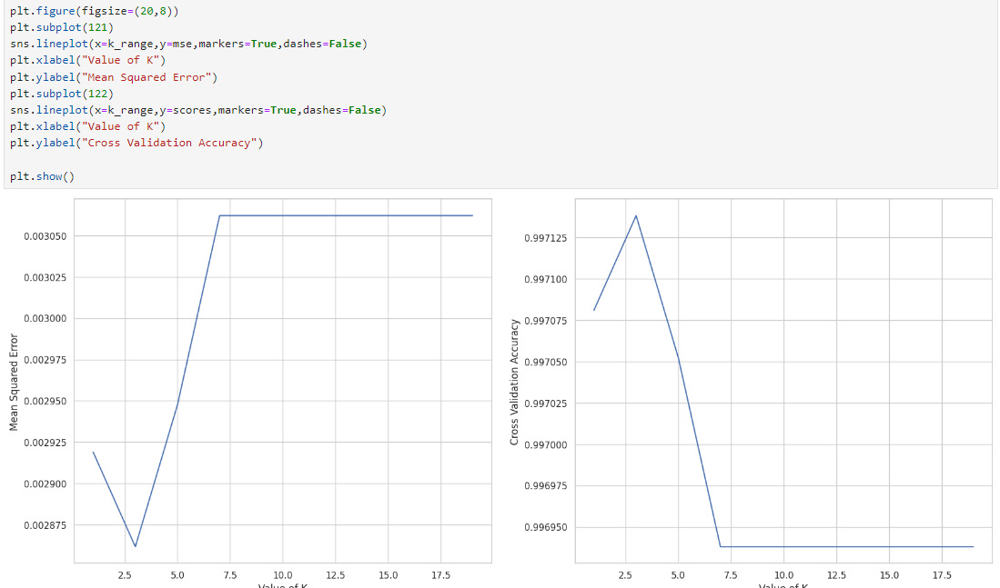 plt.figure(figsize=(20,8))
plt.subplot(121)
sns.lineplot(x=k_range,y=mse,markers=True,dashes=False)
plt.xlabel("Value of K")
plt.ylabel("Mean Squared Error")
plt.subplot(122)
sns.lineplot(x=k_range,y=scores,markers=True,dashes=False)
plt.xlabel("Value of K")
plt.ylabel("Cross Validation Accuracy")
plt.show()
Mean Squared Error
0.003050
0.003025
0.003000
0.002975
0.002950
0.002925
0.002900
0.002875
2.5 5.0 7.5 10.0 12.5 15.0 17.5
Value of K
Cross Validation Accuracy
0.997125
0.997100
0.997075
0.997050
0.997025
0.997000
0.996975
0.996950
2.5 5.0 7.5 10.0 12.5 15.0 17.5
Value of K